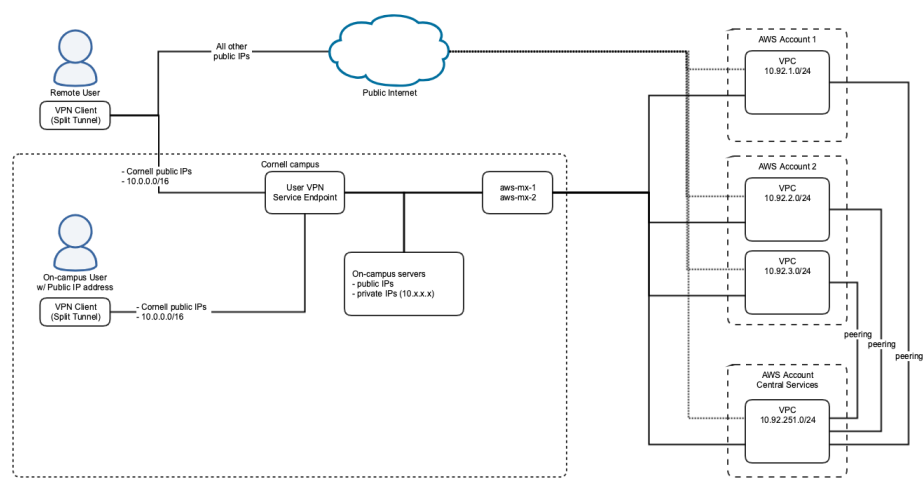 All other
public IPs
Public Internet
Remote User
VPN Client
(Split Tunnel)
AWS Account 1
VPC
10.92.1.0/24
Cornell campus
- Cornell public IPs
- 10.0.0.0/16
User VPN
Service Endpoint
aws-mx-1
aws-mx-2
AWS Account 2
VPC
10.92.2.0/24
VPC
10.92.3.0/24
On-campus User
w/ Public IP address
VPN Client
(Split Tunnel)
- Cornell public IPs
- 10.0.0.0/16
On-campus servers
- public IPs
- private IPs (10.x.x.x)
peering
peering
peering
AWS Account
Central Services
VPC
10.92.251.0/24